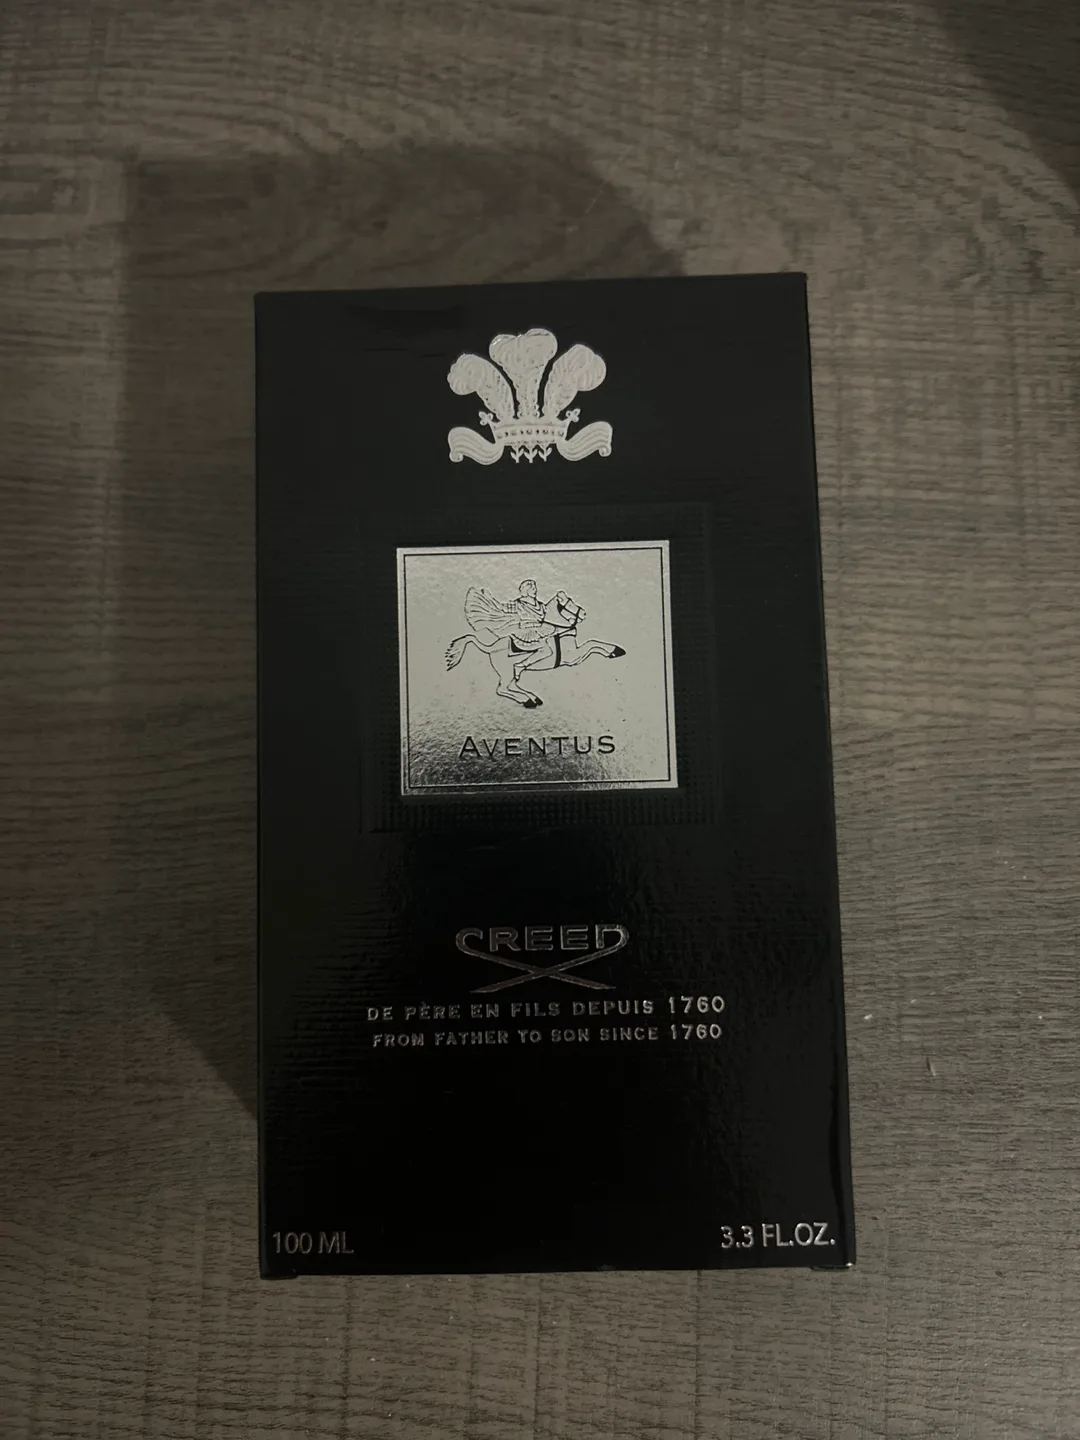 AVENTUS
CREED
DE PÈRE EN FILS DEPUIS 1760
FROM FATHER TO SON SINCE 1760
100 ML
3.3 FL.OZ.